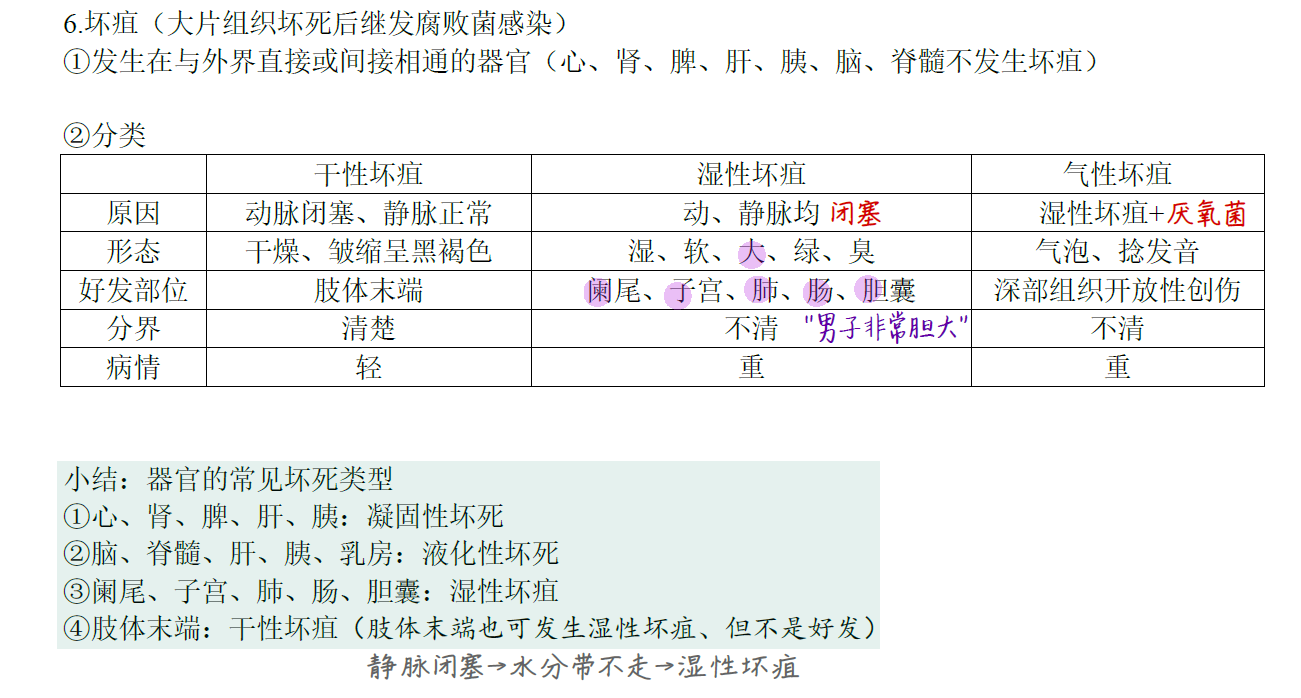 6.坏疽（大片组织坏死后继发腐败菌感染）
①发生在与外界直接或间接相通的器官（心、肾、脾、肝、胰、脑、脊髓不发生坏疽）
②分类
干性坏疽 湿性坏疽 气性坏疽
原因 动脉闭塞、静脉正常 动、静脉均 闭塞 湿性坏疽+厌氧菌
形态 干燥、皱缩呈黑褐色 湿、软、大、绿、臭 气泡、捻发音
好发部位 肢体末端 阑尾、子宫、肺、肠、胆囊 深部组织开放性创伤
分界 清楚 不清 "男子非常胆大" 不清
病情 轻 重 重
小结：器官的常见坏死类型
①心、肾、脾、肝、胰：凝固性坏死
②脑、脊髓、肝、胰、乳房：液化性坏死
③阑尾、子宫、肺、肠、胆囊：湿性坏疽
④肢体末端：干性坏疽（肢体末端也可发生湿性坏疽、但不是好发）
静脉闭塞→水分带不走→湿性坏疽